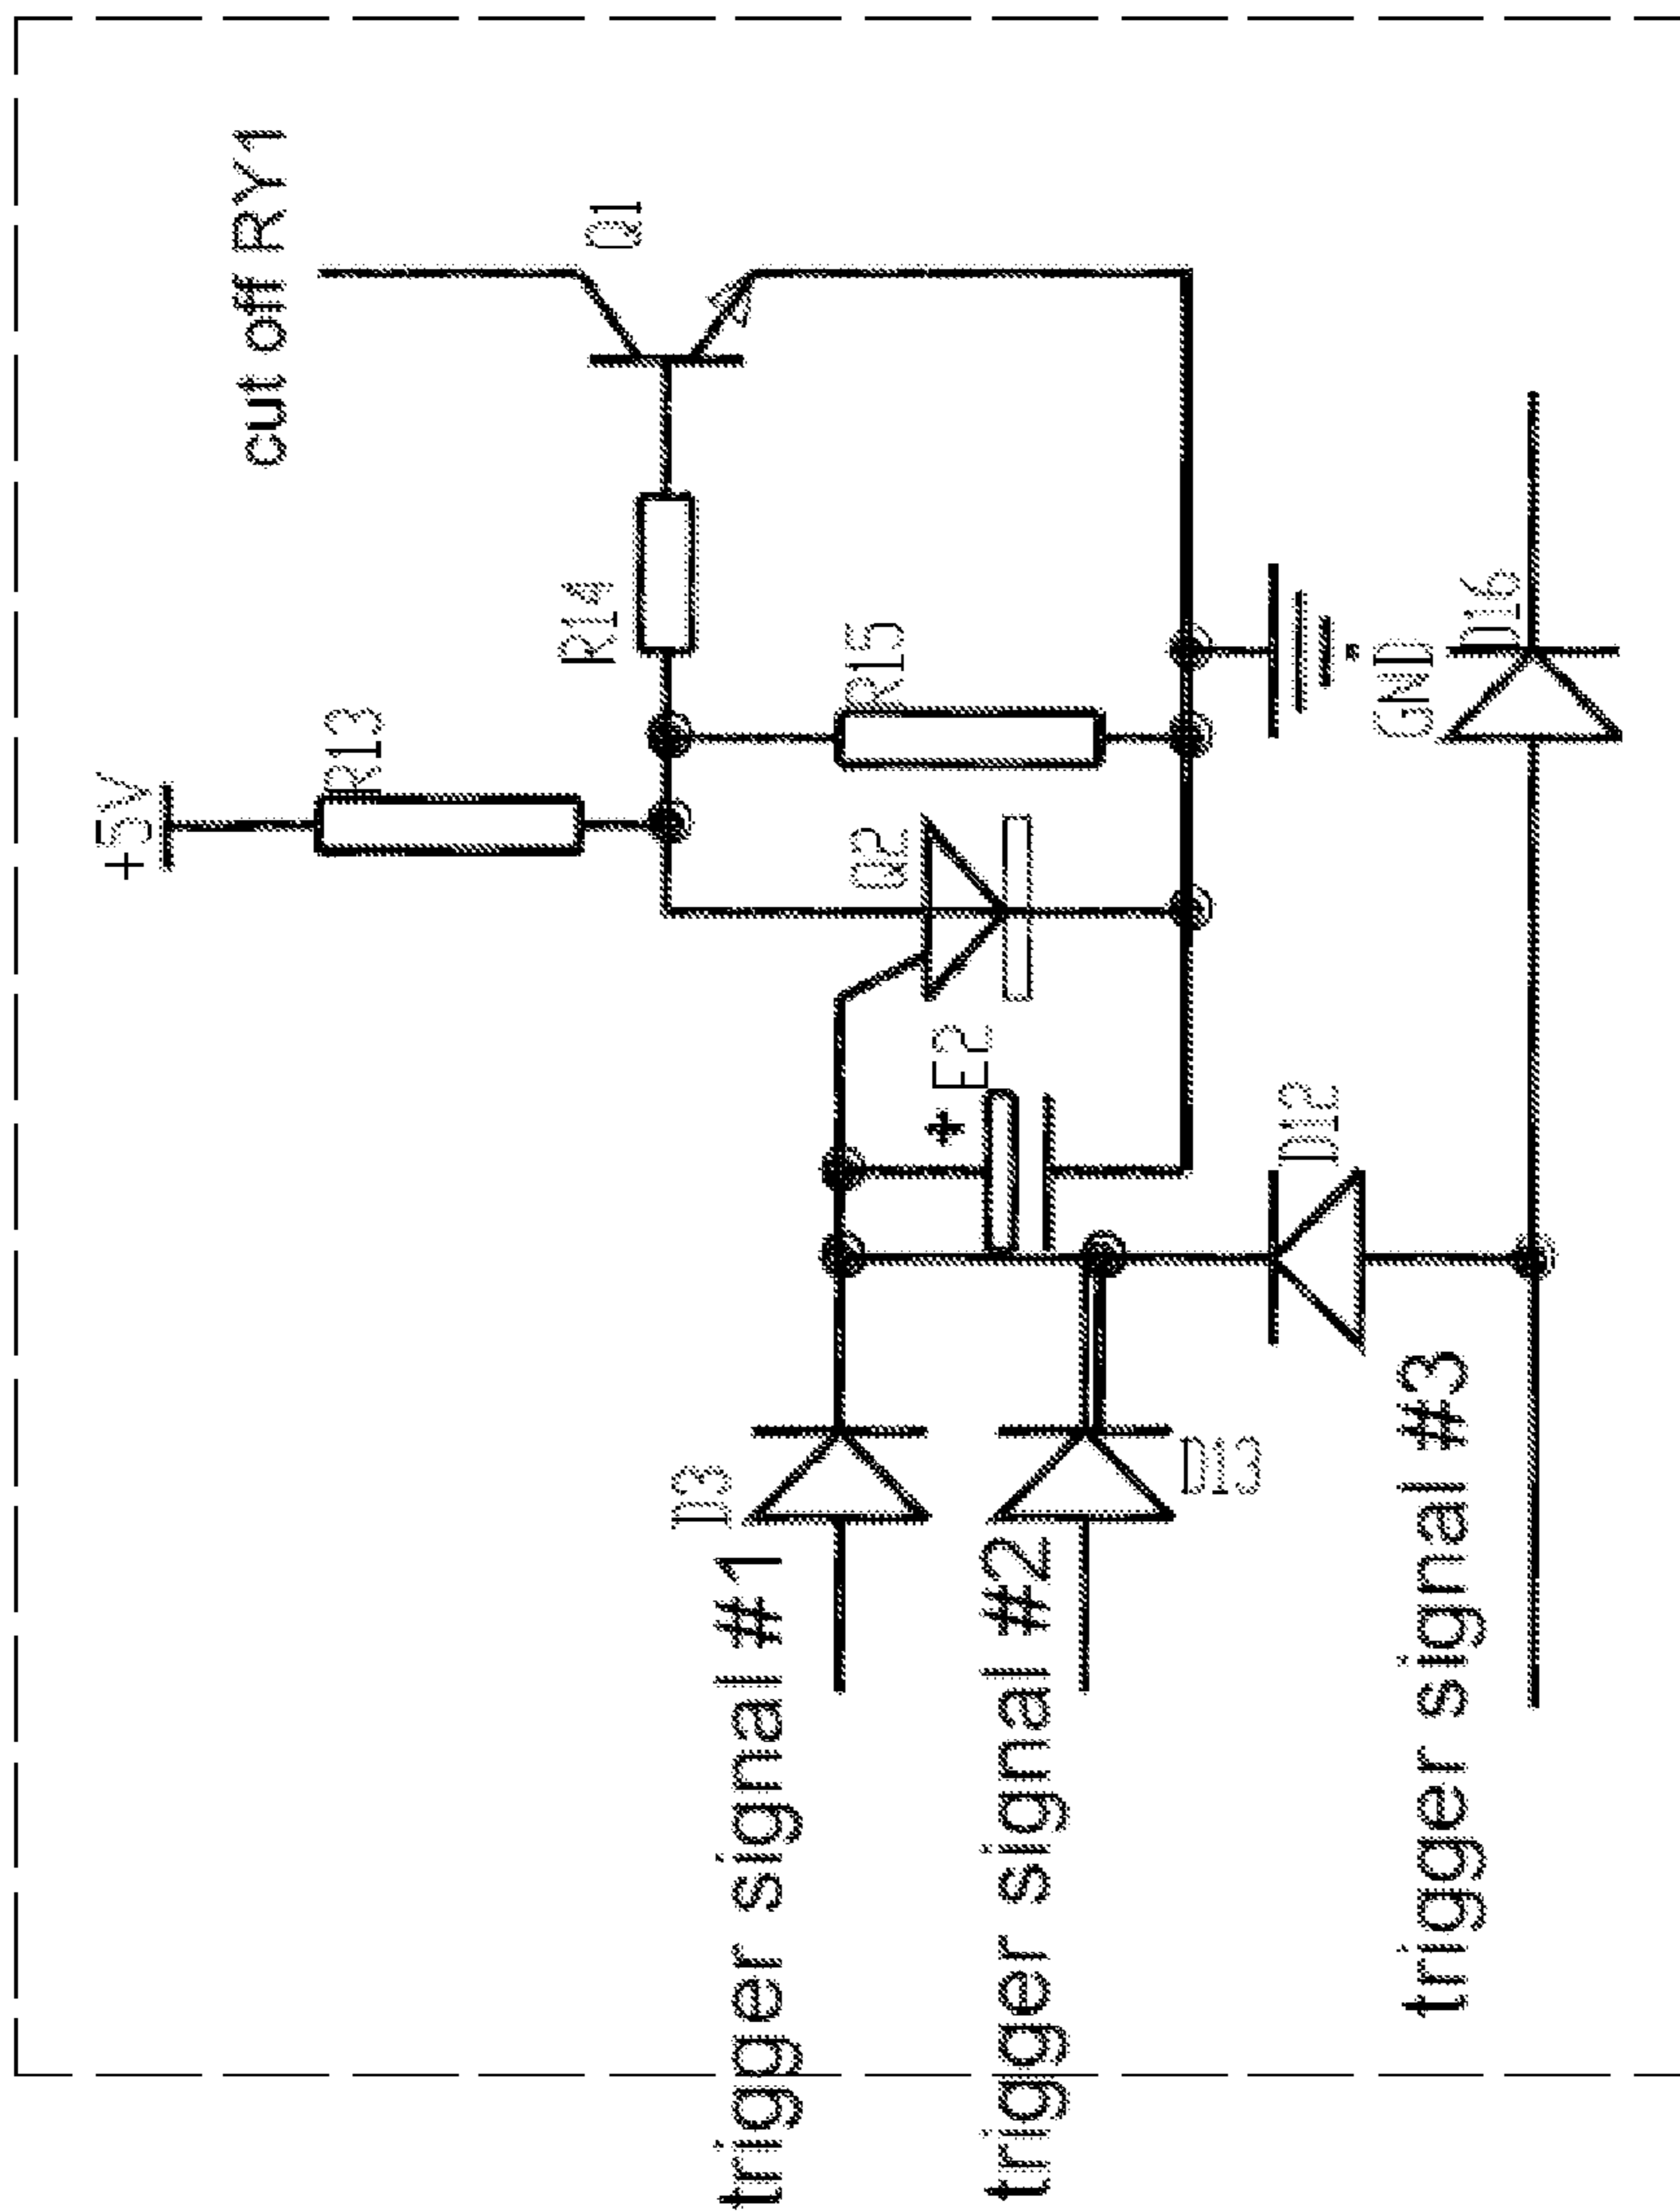 cut off RY1
Q1
+5V
R13
R14
R15
Q2
+ E2
GND
D16
D12
D3
D13
trigger signal #1
trigger signal #2
trigger signal #3